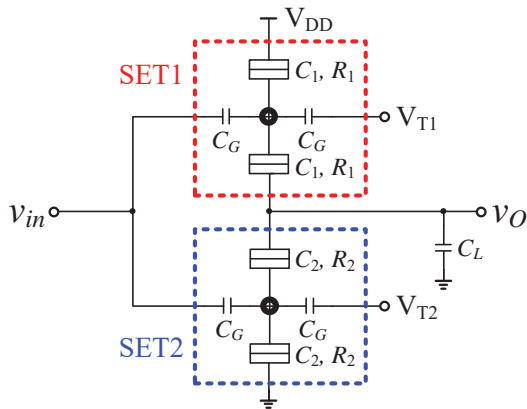 V_DD
SET1
C_1, R_1
C_G
C_G
V_T1
C_1, R_1
v_in
v_O
C_L
C_2, R_2
C_G
C_G
V_T2
SET2
C_2, R_2